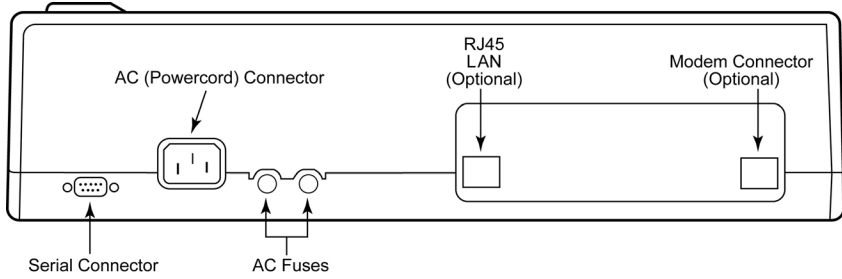 RJ45
LAN
(Optional)
Modem Connector
(Optional)
AC (Powercord) Connector
Serial Connector
AC Fuses